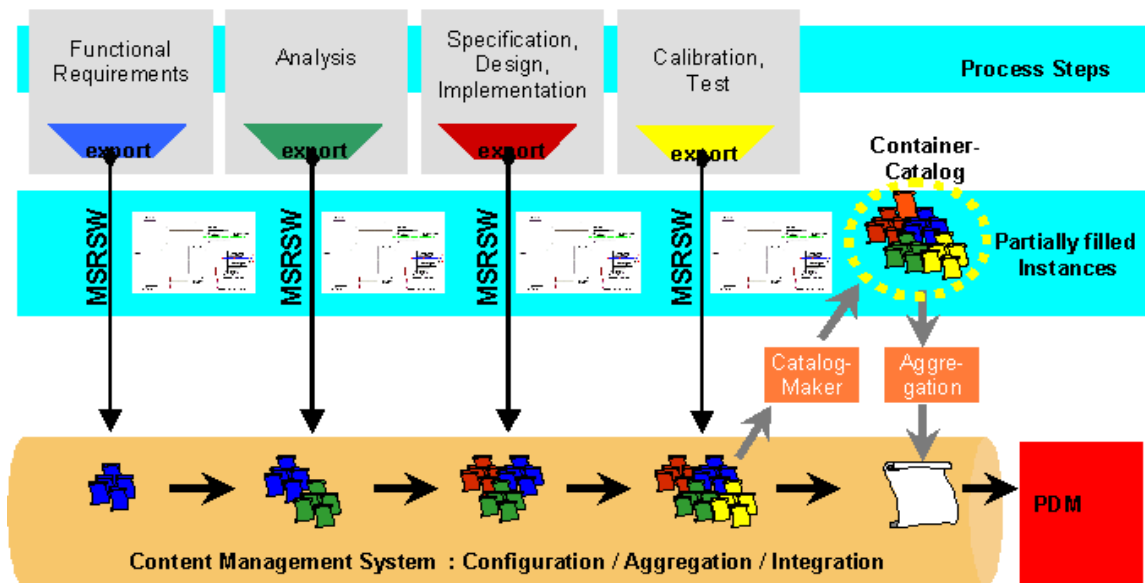 Functional
Requirements
Analysis
Specification,
Design,
Implementation
Calibration,
Test
Process Steps
export
export
export
export
Container-
Catalog
MSRSW
MSRSW
MSRSW
MSRSW
Partially filled
Instances
Catalog-
Maker
Aggre-
gation
PDM
Content Management System : Configuration / Aggregation / Integration